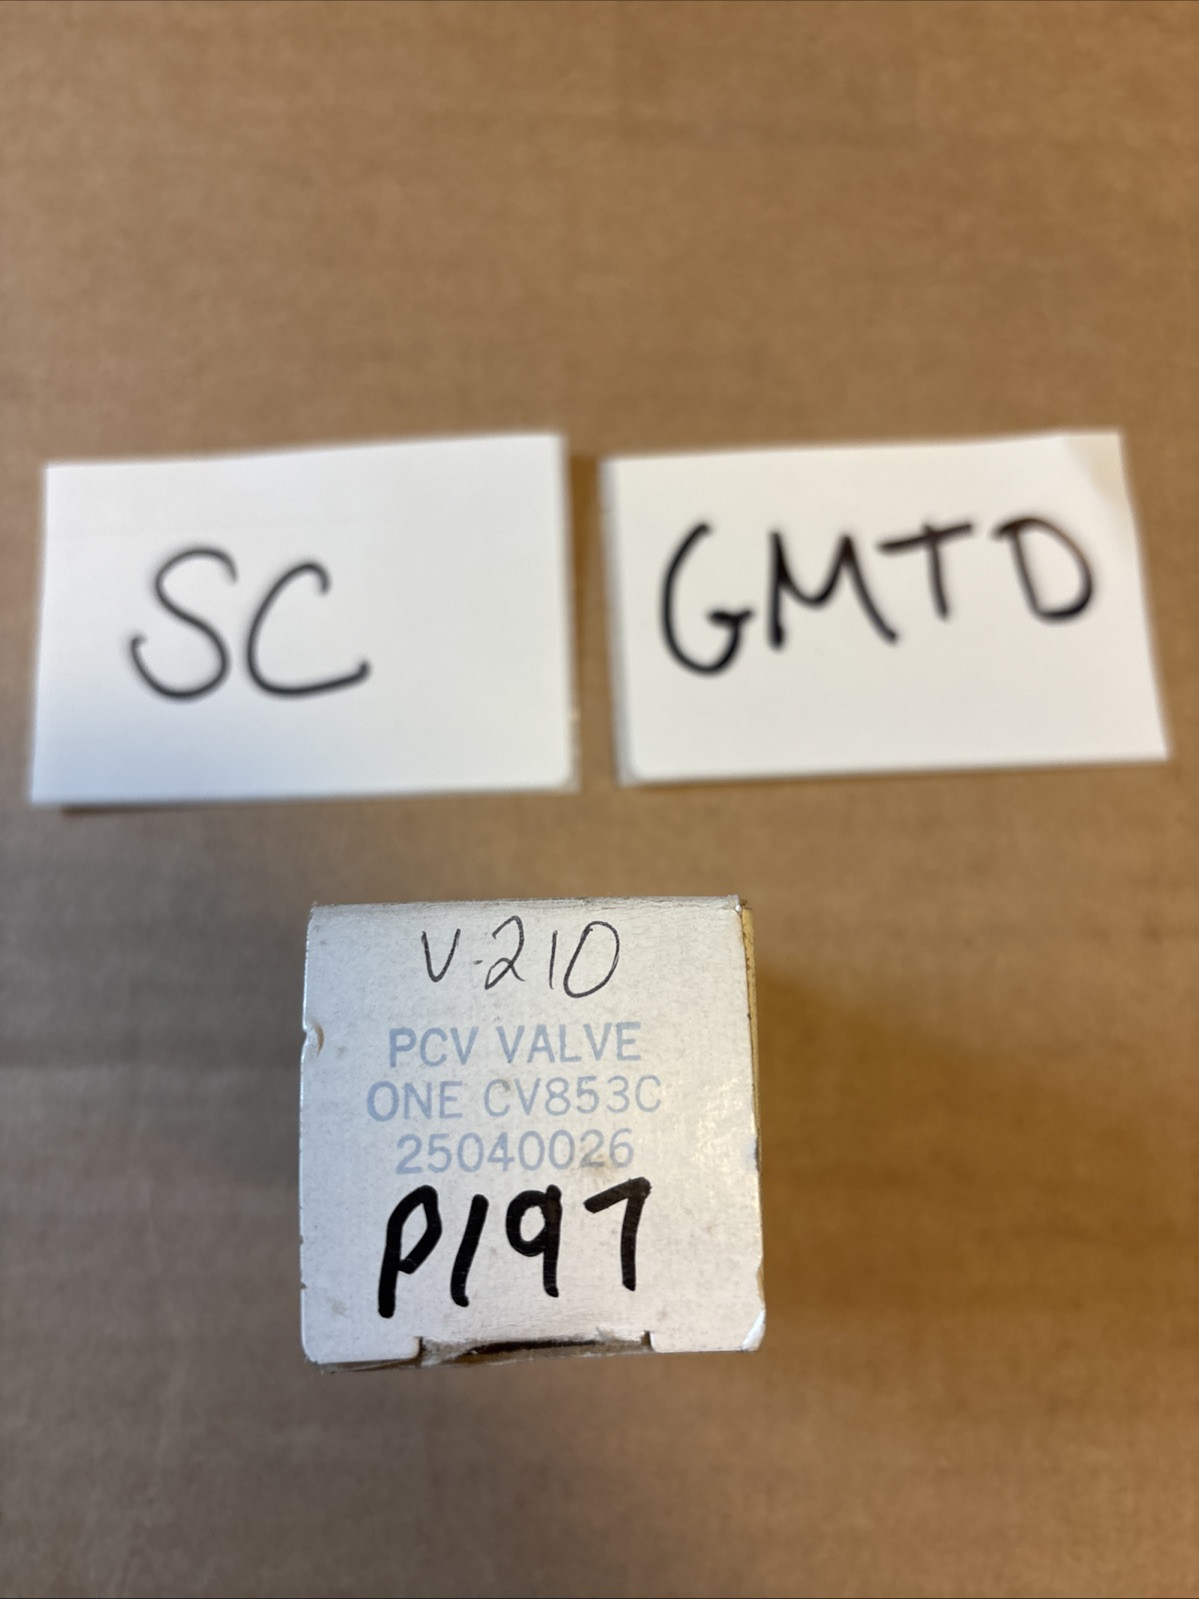 SC
GMTD
V-210
PCV VALVE
ONE CV853C
25040026
P197